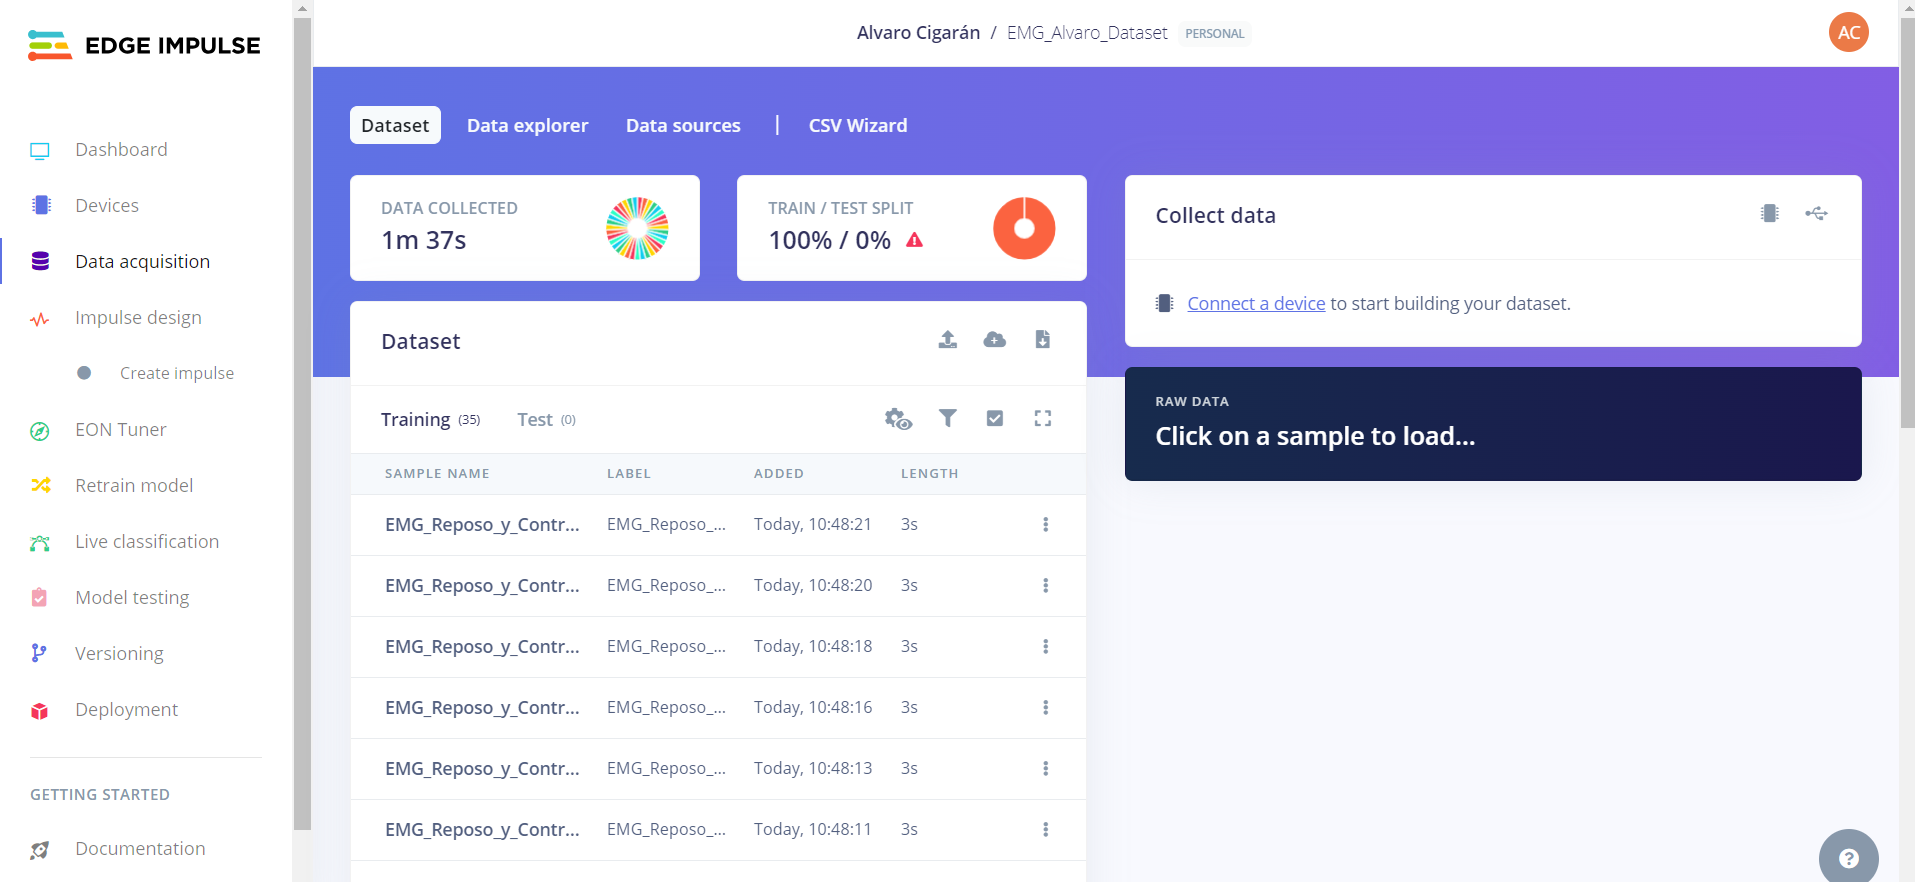 EDGE IMPULSE
Alvaro Cigarán / EMG_Alvaro_Dataset PERSONAL
AC
Dashboard
Devices
Data acquisition
Impulse design
Create impulse
EON Tuner
Retrain model
Live classification
Model testing
Versioning
Deployment
GETTING STARTED
Documentation
Dataset Data explorer Data sources | CSV Wizard
DATA COLLECTED
1m 37s
TRAIN / TEST SPLIT
100% / 0%
Dataset
Training (35) Test (0)
SAMPLE NAME LABEL ADDED LENGTH
EMG_Reposo_y_Contr... EMG_Reposo_... Today, 10:48:21 3s
EMG_Reposo_y_Contr... EMG_Reposo_... Today, 10:48:20 3s
EMG_Reposo_y_Contr... EMG_Reposo_... Today, 10:48:18 3s
EMG_Reposo_y_Contr... EMG_Reposo_... Today, 10:48:16 3s
EMG_Reposo_y_Contr... EMG_Reposo_... Today, 10:48:13 3s
EMG_Reposo_y_Contr... EMG_Reposo_... Today, 10:48:11 3s
Collect data
Connect a device to start building your dataset.
RAW DATA
Click on a sample to load...
?